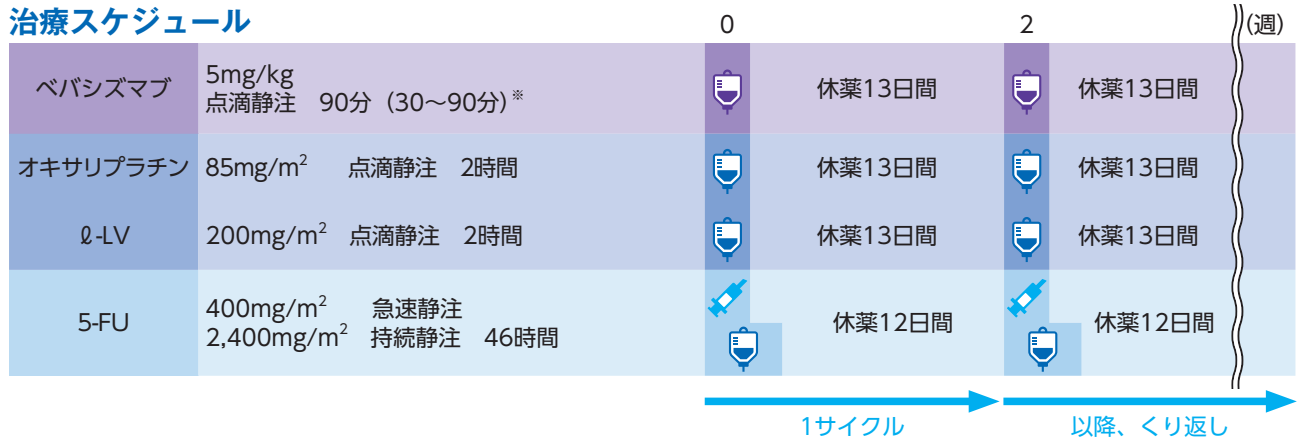 治療スケジュール
0 2 (週)
ベバシズマブ 5mg/kg
点滴静注 90分（30～90分）※ 休薬13日間 休薬13日間
オキサリプラチン 85mg/m² 点滴静注 2時間 休薬13日間 休薬13日間
ℓ-LV 200mg/m² 点滴静注 2時間 休薬13日間 休薬13日間
5-FU 400mg/m² 急速静注
2,400mg/m² 持続静注 46時間 休薬12日間 休薬12日間
1サイクル 以降、くり返し